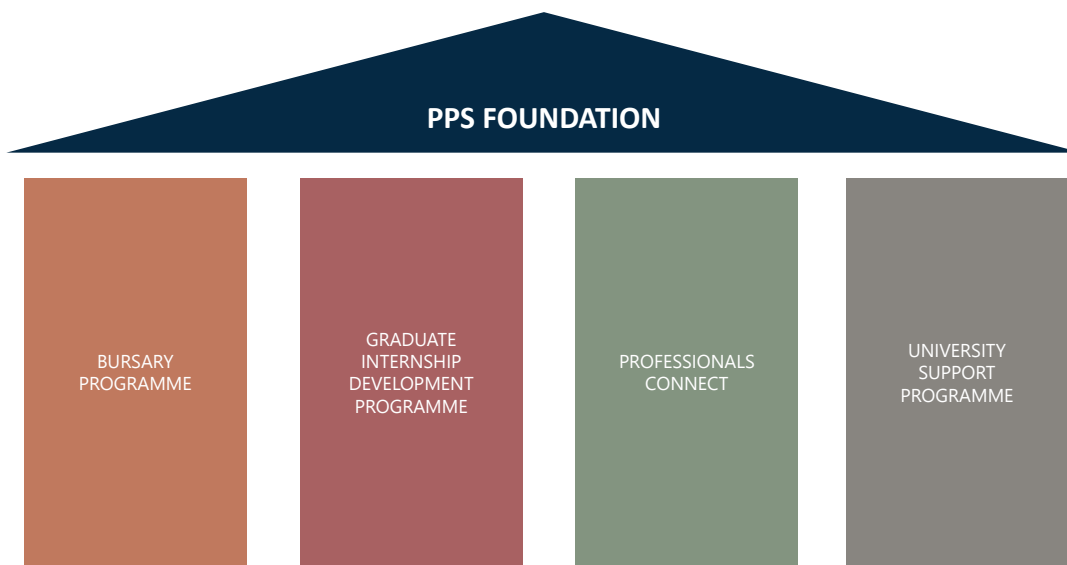 PPS FOUNDATION
BURSARY
PROGRAMME
GRADUATE
INTERNSHIP
DEVELOPMENT
PROGRAMME
PROFESSIONALS
CONNECT
UNIVERSITY
SUPPORT
PROGRAMME